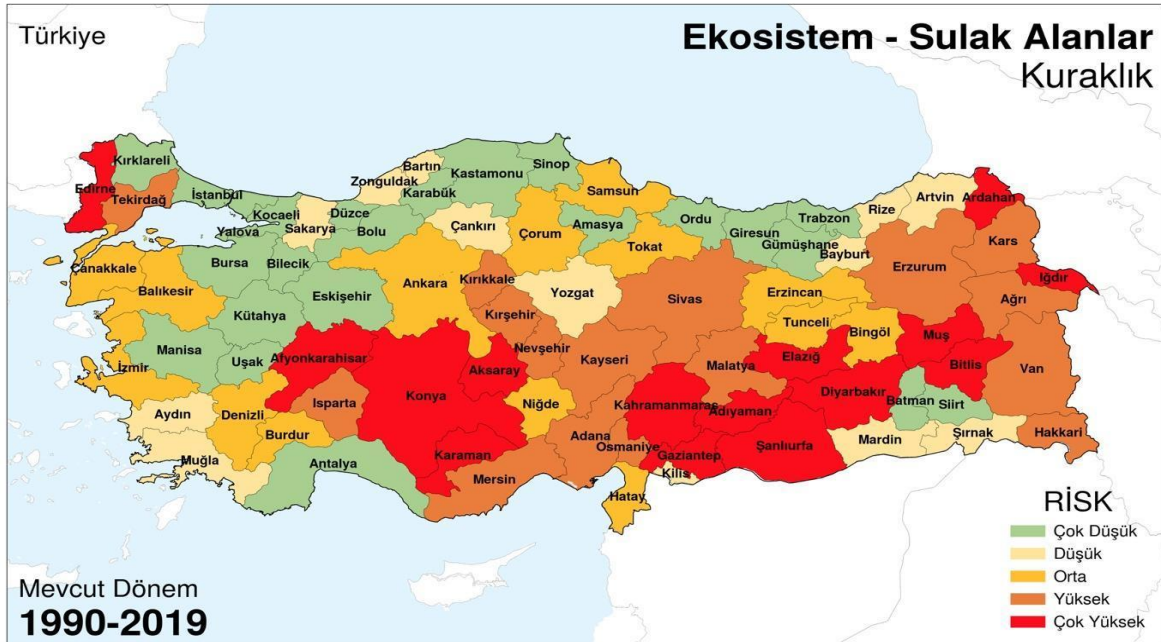 Türkiye
Ekosistem - Sulak Alanlar
Kuraklık
Kırklareli
Edirne
Tekirdağ
İstanbul
Kocaeli
Yalova
Sakarya
Düzce
Bolu
Zonguldak
Bartın
Karabük
Kastamonu
Sinop
Çankırı
Samsun
Çorum
Amasya
Tokat
Ordu
Giresun
Trabzon
Gümüşhane
Bayburt
Rize
Artvin
Ardahan
Kars
Iğdır
Erzurum
Ağrı
Çanakkale
Balıkesir
Bursa
Bilecik
Eskişehir
Kütahya
Ankara
Kırıkkale
Kırşehir
Yozgat
Sivas
Erzincan
Tunceli
Bingöl
Muş
Bitlis
Van
Manisa
Uşak
İzmir
Afyonkarahisar
Konya
Aksaray
Nevşehir
Kayseri
Malatya
Elazığ
Diyarbakır
Batman
Siirt
Aydın
Denizli
Isparta
Burdur
Niğde
Kahramanmaraş
Adıyaman
Şanlıurfa
Mardin
Şırnak
Hakkari
Muğla
Antalya
Karaman
Mersin
Adana
Osmaniye
Gaziantep
Kilis
Hatay
RİSK
Çok Düşük
Düşük
Orta
Yüksek
Çok Yüksek
Mevcut Dönem
1990-2019